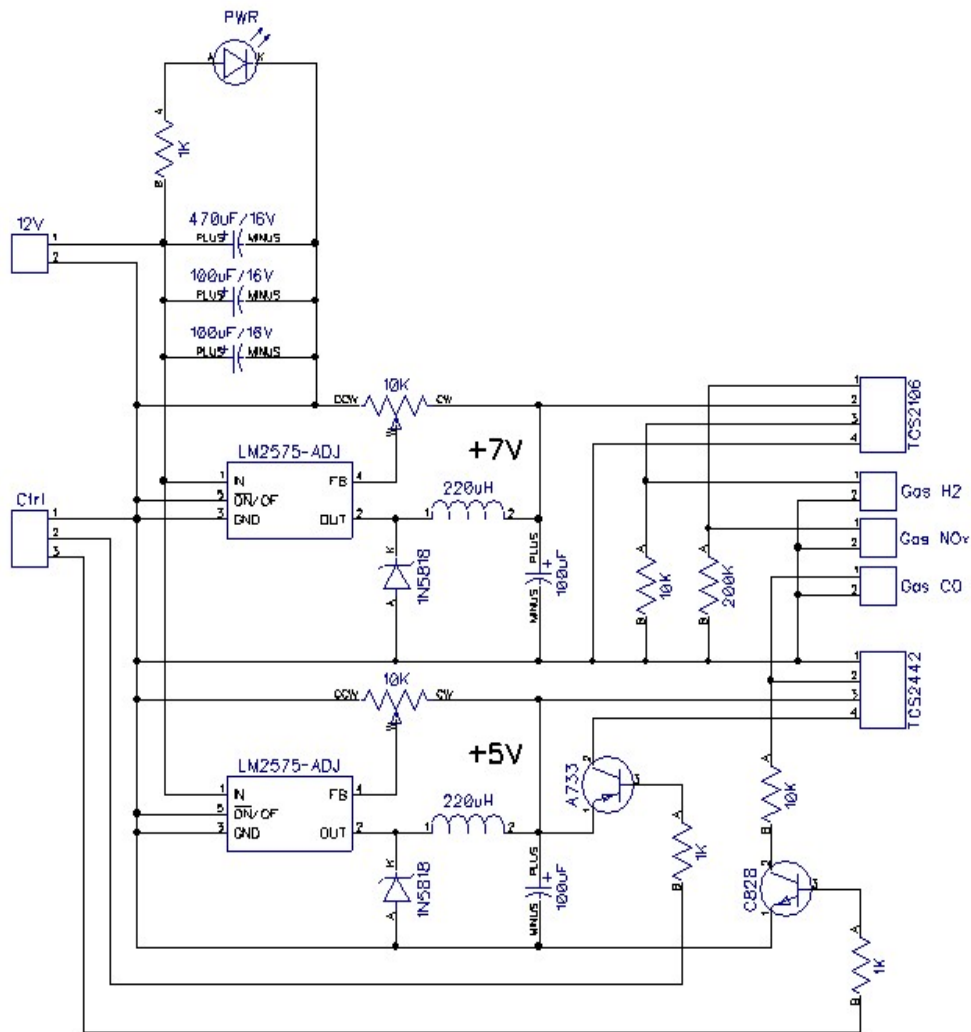 PWR
A K
A
1K
B
12V
1
2
470uF/16V
PLUS + MINUS
100uF/16V
PLUS + MINUS
100uF/16V
PLUS + MINUS
10K
CCW CW
W
+7V
LM2575-ADJ
1 IN FB 4
5 ON/OF
3 GND OUT 2
220uH
1 2
K
1N5818
A
PLUS +
100uF
MINUS
Ctrl
1
2
3
1
2
3
4
TCS2106
1
2
Gas H2
1
2
Gas NOx
1
2
Gas CO
A
10K
B
A
200K
B
1
2
3
4
TCS2442
10K
CCW CW
W
+5V
LM2575-ADJ
1 IN FB 4
5 ON/OF
3 GND OUT 2
220uH
1 2
K
1N5818
A
PLUS +
100uF
MINUS
A733
2
3
1
A
1K
B
A
10K
B
C828
2
3
1
A
1K
B